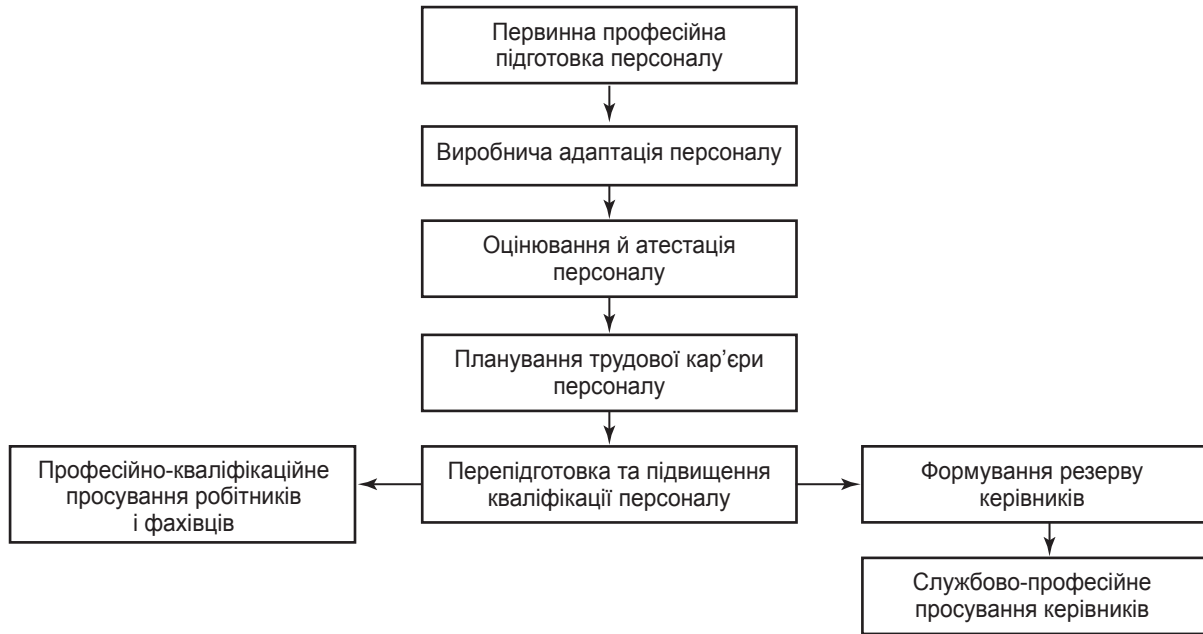 Первинна професійна
підготовка персоналу
Виробнича адаптація персоналу
Оцінювання й атестація
персоналу
Планування трудової кар’єри
персоналу
Професійно-кваліфікаційне
просування робітників
і фахівців
Перепідготовка та підвищення
кваліфікації персоналу
Формування резерву
керівників
Службово-професійне
просування керівників